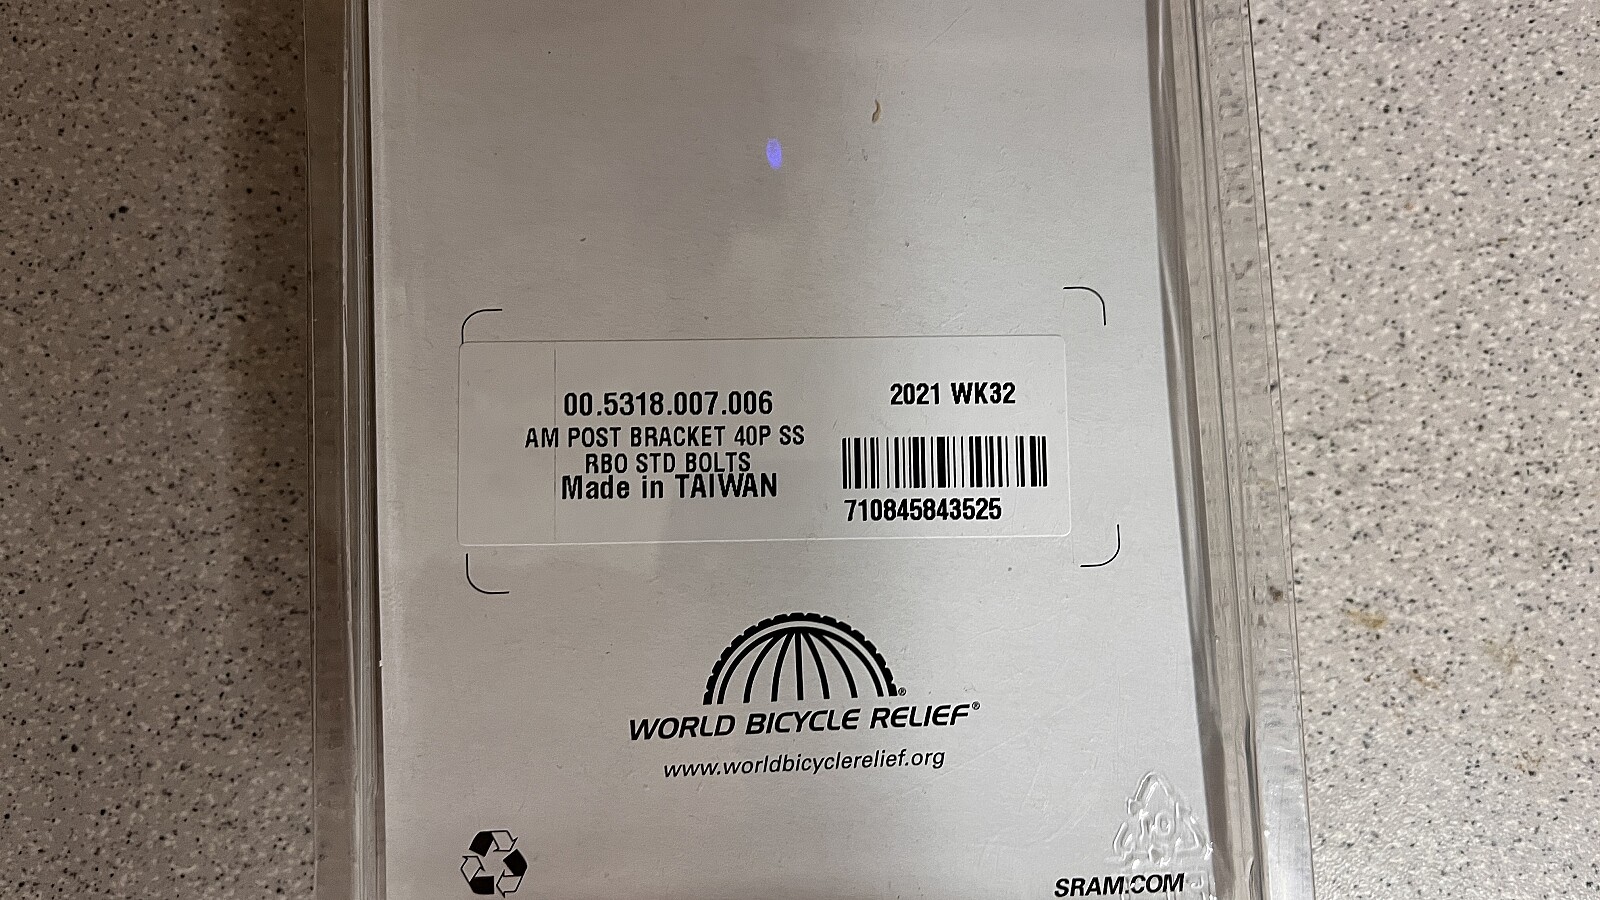 00.5318.007.006
AM POST BRACKET 40P SS
RBO STD BOLTS
Made in TAIWAN
2021 WK32
710845843525
WORLD BICYCLE RELIEF®
www.worldbicyclerelief.org
SRAM.COM